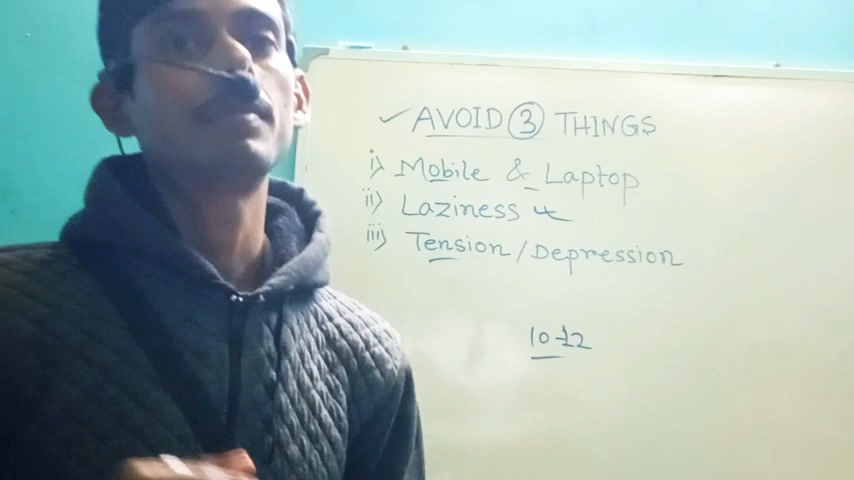 ✓ AVOID 3 THINGS
i) Mobile & Laptop
ii) Laziness
iii) Tension/Depression
10-12